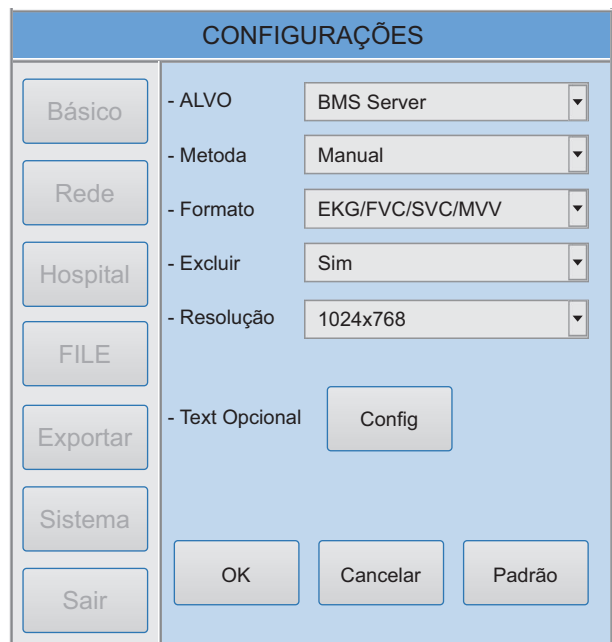 CONFIGURAÇÕES
Básico
Rede
Hospital
FILE
Exportar
Sistema
Sair
- ALVO BMS Server
- Metoda Manual
- Formato EKG/FVC/SVC/MVV
- Excluir Sim
- Resolução 1024x768
- Text Opcional Config
OK Cancelar Padrão